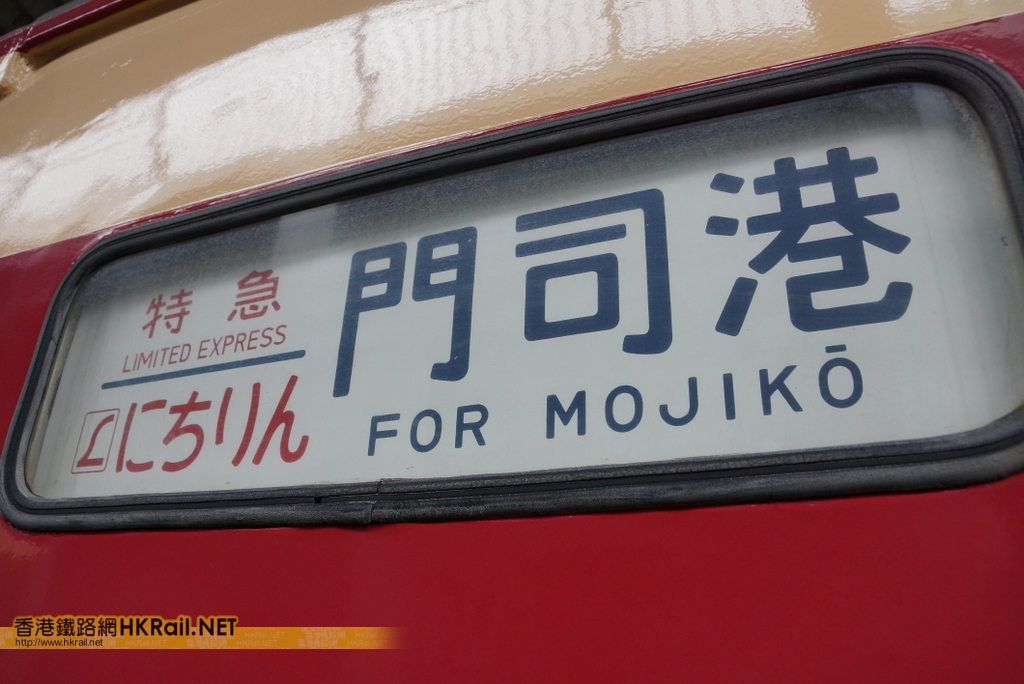 特急
LIMITED EXPRESS
Lにちりん
門司港
FOR MOJIKŌ
香港鐵路網HKRail.NET
http://www.hkrail.net